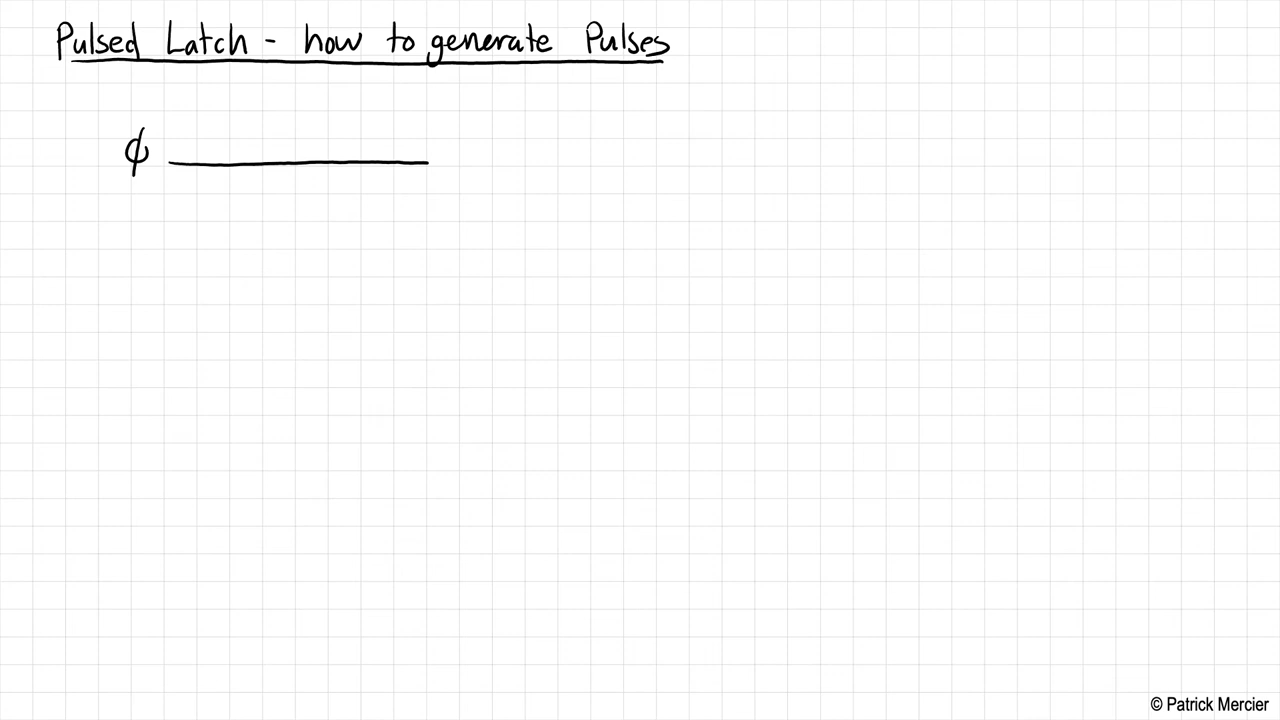 Pulsed Latch - how to generate Pulses
ϕ
© Patrick Mercier